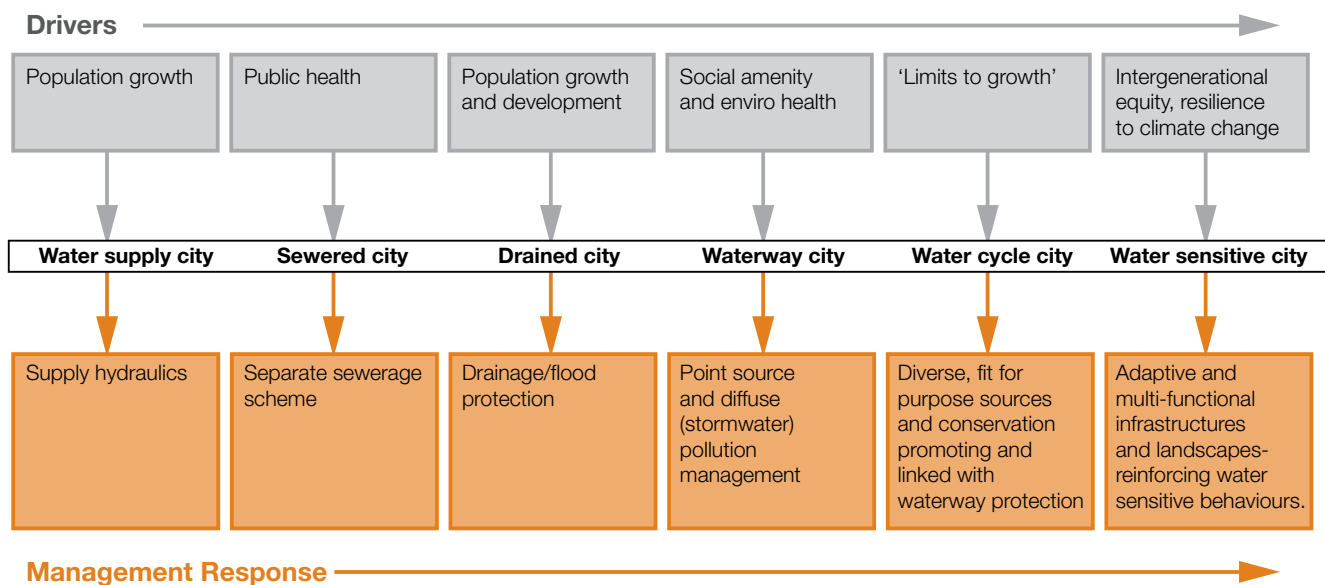 Drivers
Population growth
Public health
Population growth
and development
Social amenity
and enviro health
‘Limits to growth’
Intergenerational
equity, resilience
to climate change
Water supply city
Sewered city
Drained city
Waterway city
Water cycle city
Water sensitive city
Supply hydraulics
Separate sewerage
scheme
Drainage/flood
protection
Point source
and diffuse
(stormwater)
pollution
management
Diverse, fit for
purpose sources
and conservation
promoting and
linked with
waterway protection
Adaptive and
multi-functional
infrastructures
and landscapes-
reinforcing water
sensitive behaviours.
Management Response